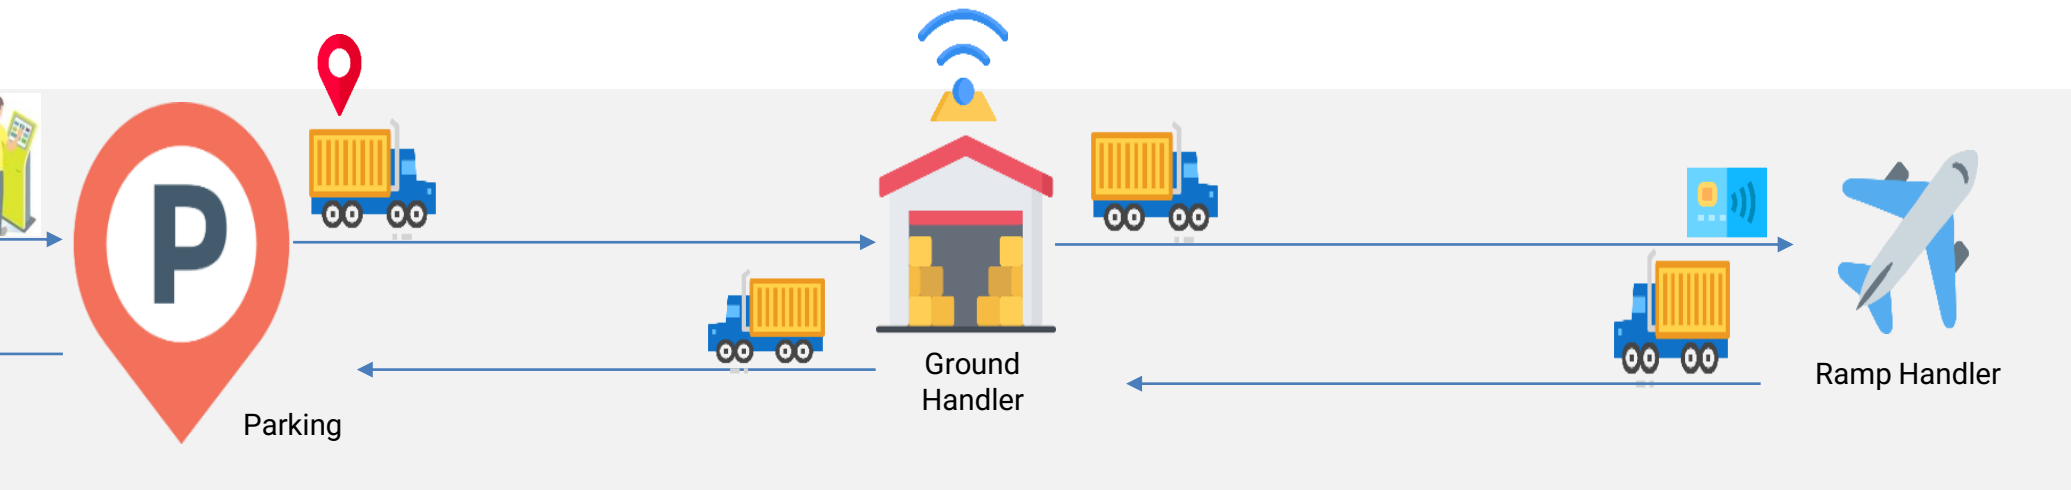 P
Parking
Ground
Handler
Ramp Handler